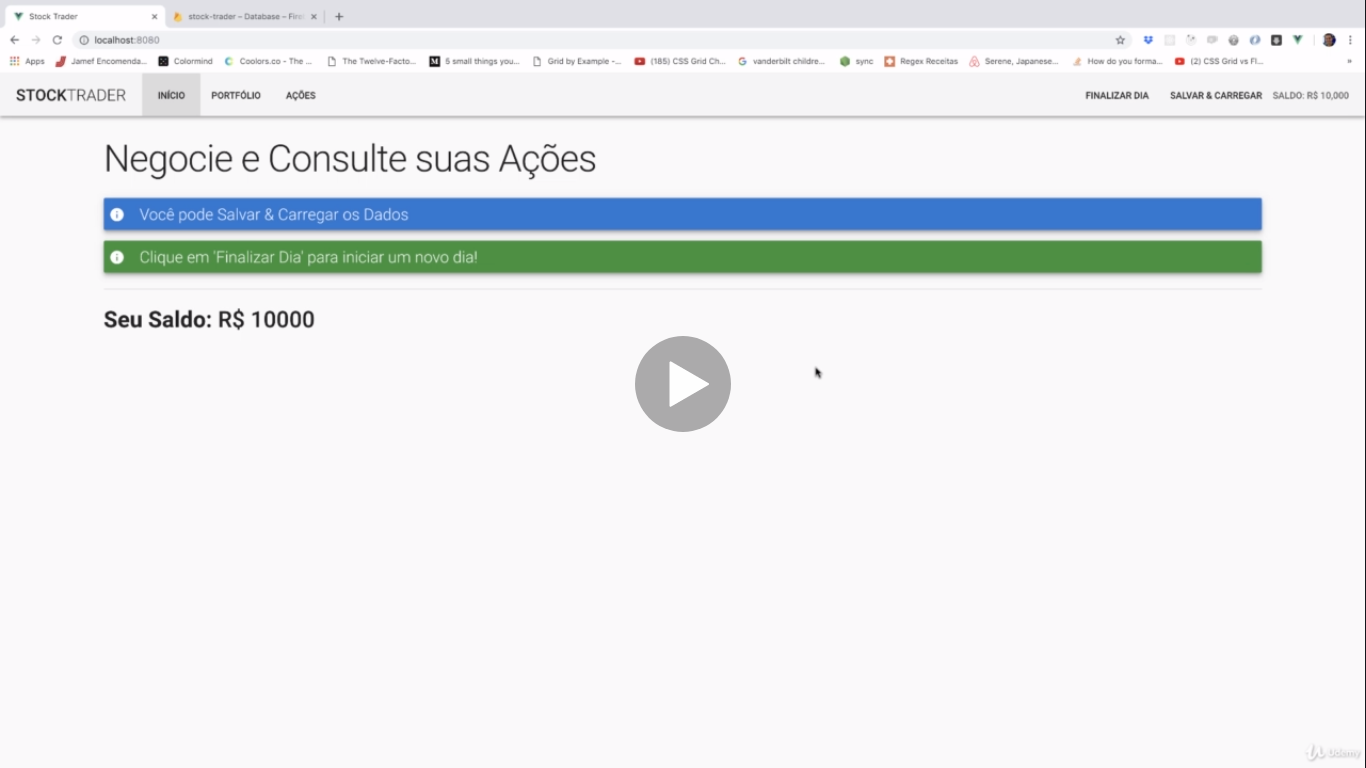 Stock Trader
stock-trader – Database – Fire
localhost:8080
Apps Jamef Encomenda... Colormind Coolors.co - The ... The Twelve-Facto... 5 small things you... Grid by Example -... (185) CSS Grid Ch... vanderbilt childre... sync Regex Receitas Serene, Japanese... How do you forma... (2) CSS Grid vs Fl... »
STOCKTRADER INÍCIO PORTFÓLIO AÇÕES FINALIZAR DIA SALVAR & CARREGAR SALDO: R$ 10,000
Negocie e Consulte suas Ações
Você pode Salvar & Carregar os Dados
Clique em 'Finalizar Dia' para iniciar um novo dia!
Seu Saldo: R$ 10000
Udemy